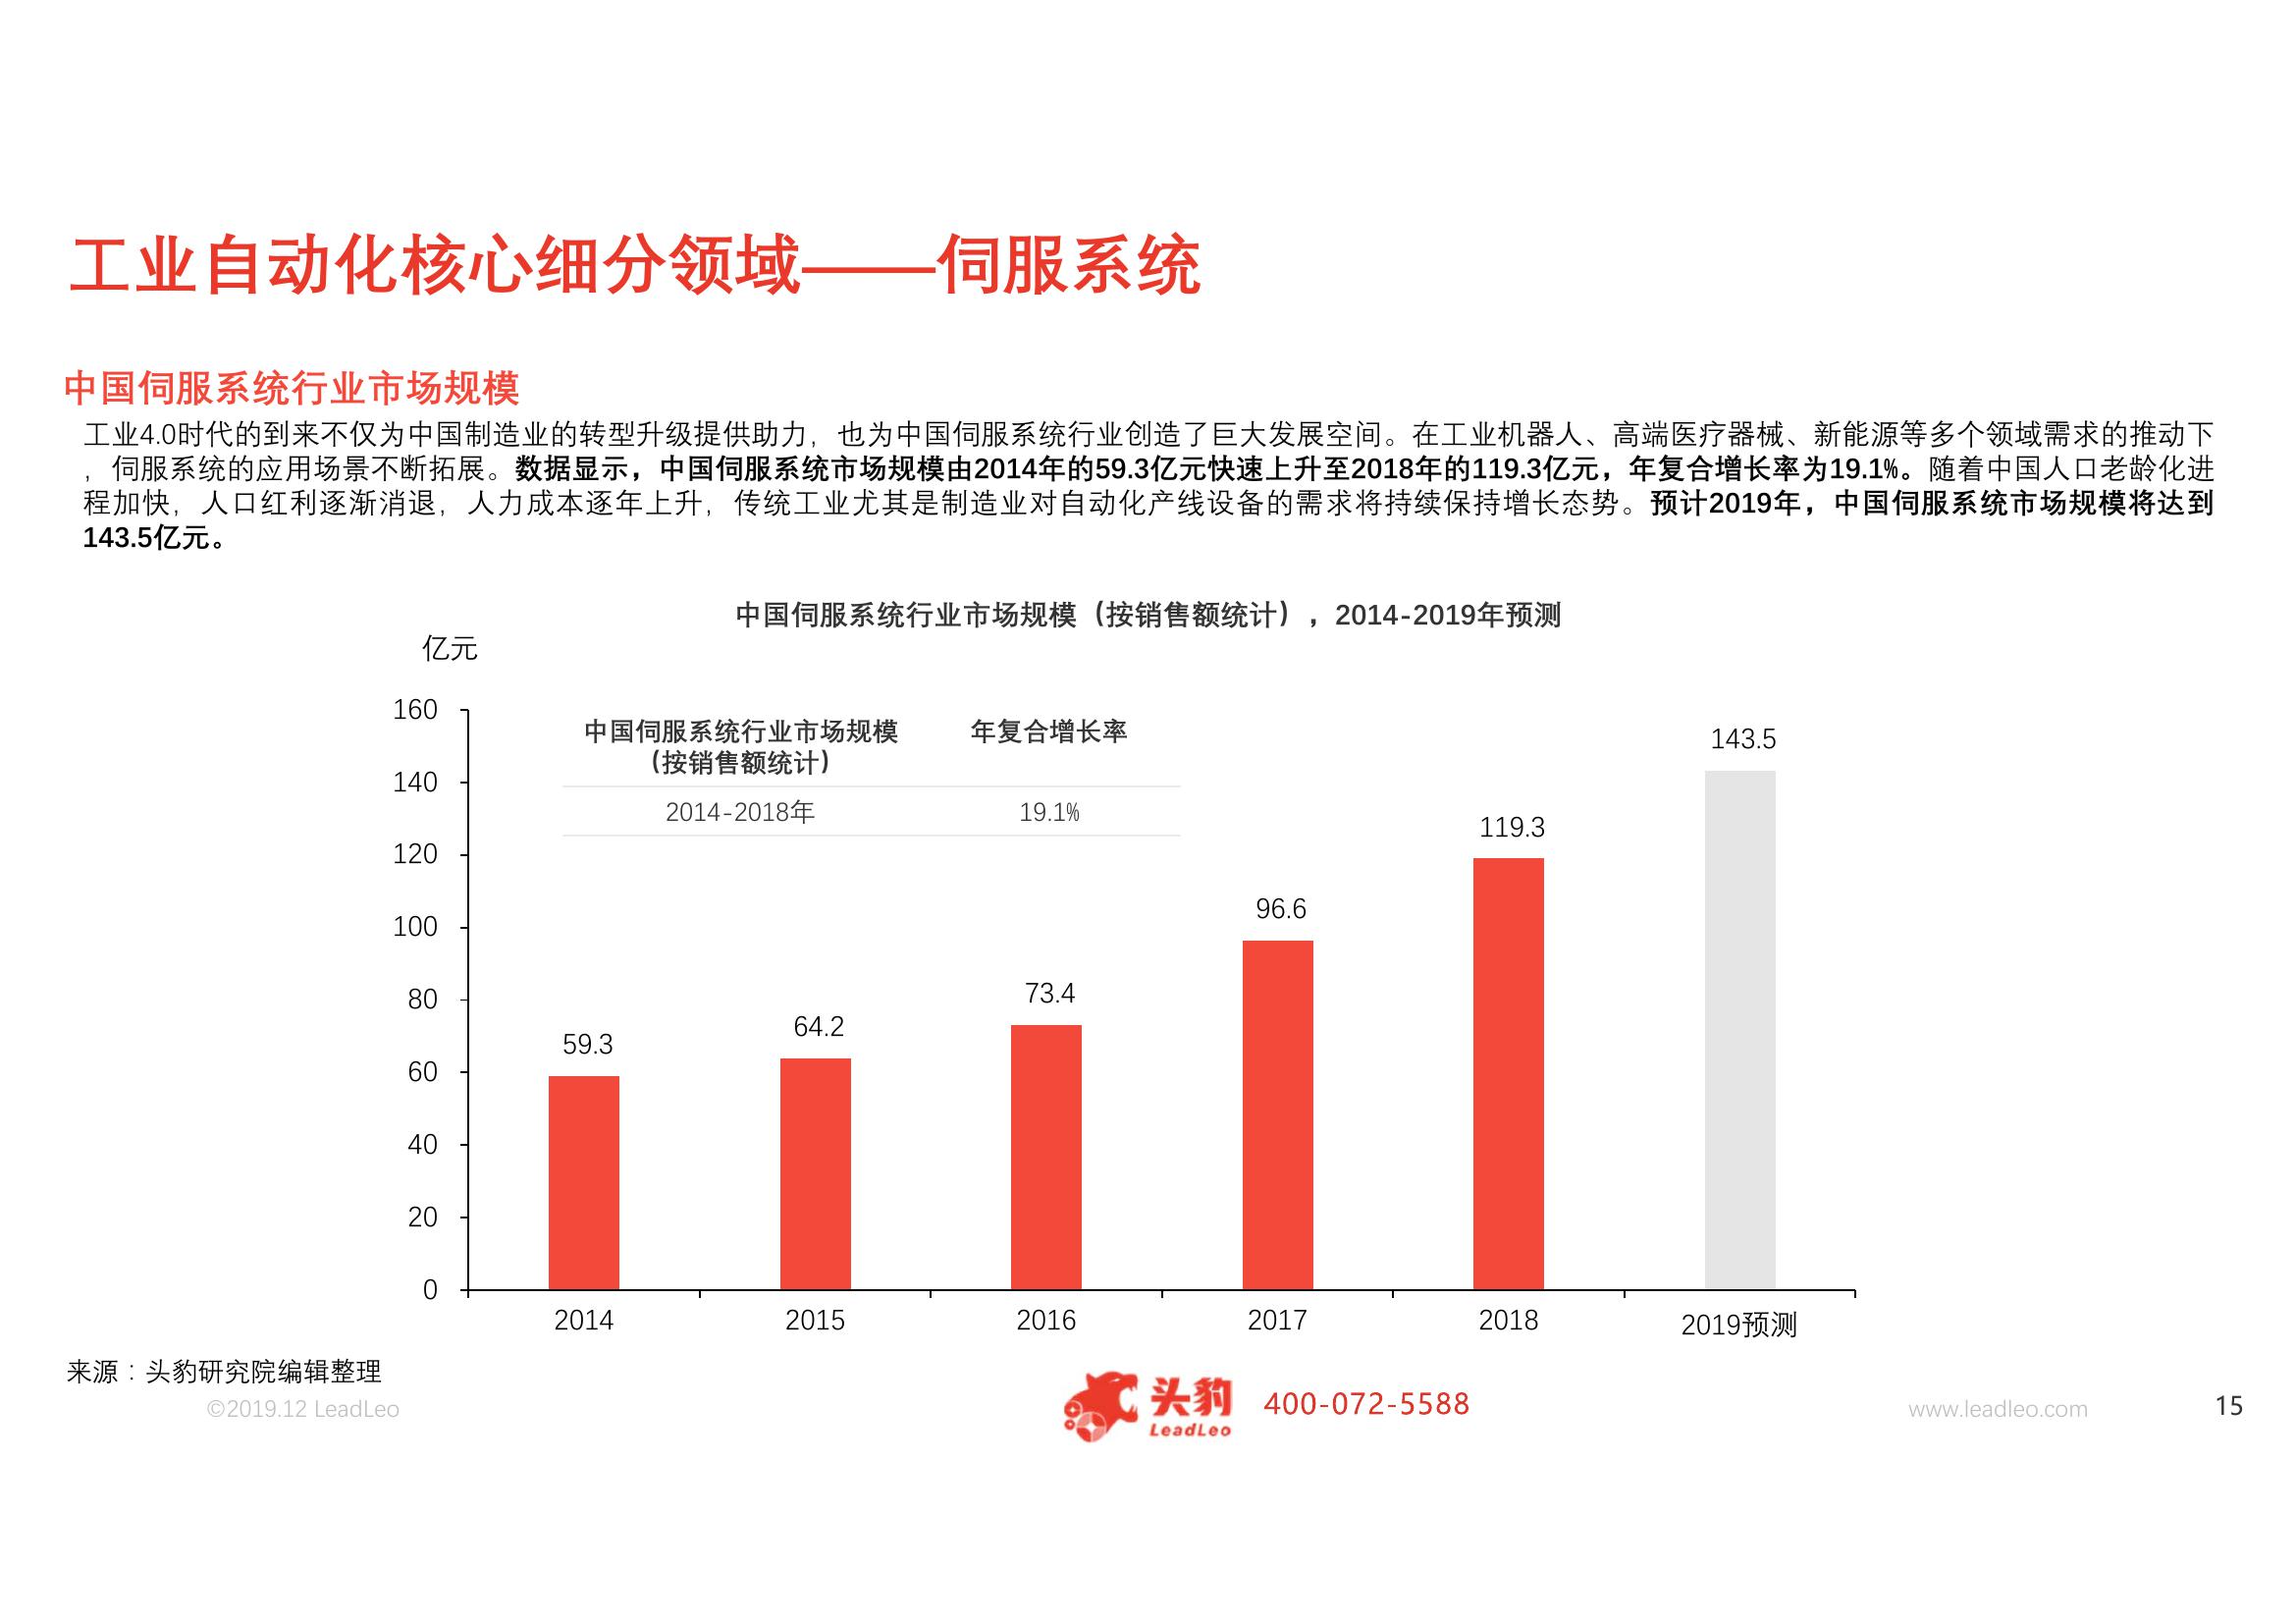 工业自动化核心细分领域——伺服系统
中国伺服系统行业市场规模
工业4.0时代的到来不仅为中国制造业的转型升级提供助力，也为中国伺服系统行业创造了巨大发展空间。在工业机器人、高端医疗器械、新能源等多个领域需求的推动下
，伺服系统的应用场景不断拓展。数据显示，中国伺服系统市场规模由2014年的59.3亿元快速上升至2018年的119.3亿元，年复合增长率为19.1%。随着中国人口老龄化进
程加快，人口红利逐渐消退，人力成本逐年上升，传统工业尤其是制造业对自动化产线设备的需求将持续保持增长态势。预计2019年，中国伺服系统市场规模将达到
143.5亿元。
中国伺服系统行业市场规模（按销售额统计），2014-2019年预测
亿元
160
140
120
100
80
60
40
20
0
中国伺服系统行业市场规模 年复合增长率
（按销售额统计）
2014-2018年 19.1%
59.3
64.2
73.4
96.6
119.3
143.5
2014 2015 2016 2017 2018 2019预测
来源：头豹研究院编辑整理
©2019.12 LeadLeo
头豹
LeadLeo
400-072-5588
www.leadleo.com
15